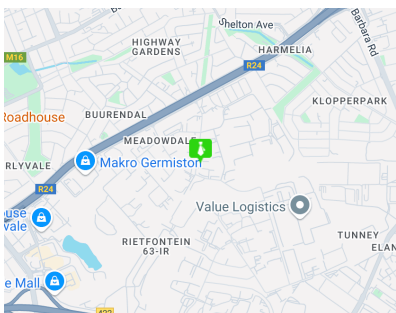 Shelton Ave
Barbara Rd
HIGHWAY
GARDENS
HARMELIA
M16
R24
KLOPPERPARK
Roadhouse
BUURENDAL
MEADOWDALE
Makro Germiston
RLYVALE
R24
Value Logistics
ouse
vale
TUNNEY
RIETFONTEIN
63-IR
ELAN
e Mall